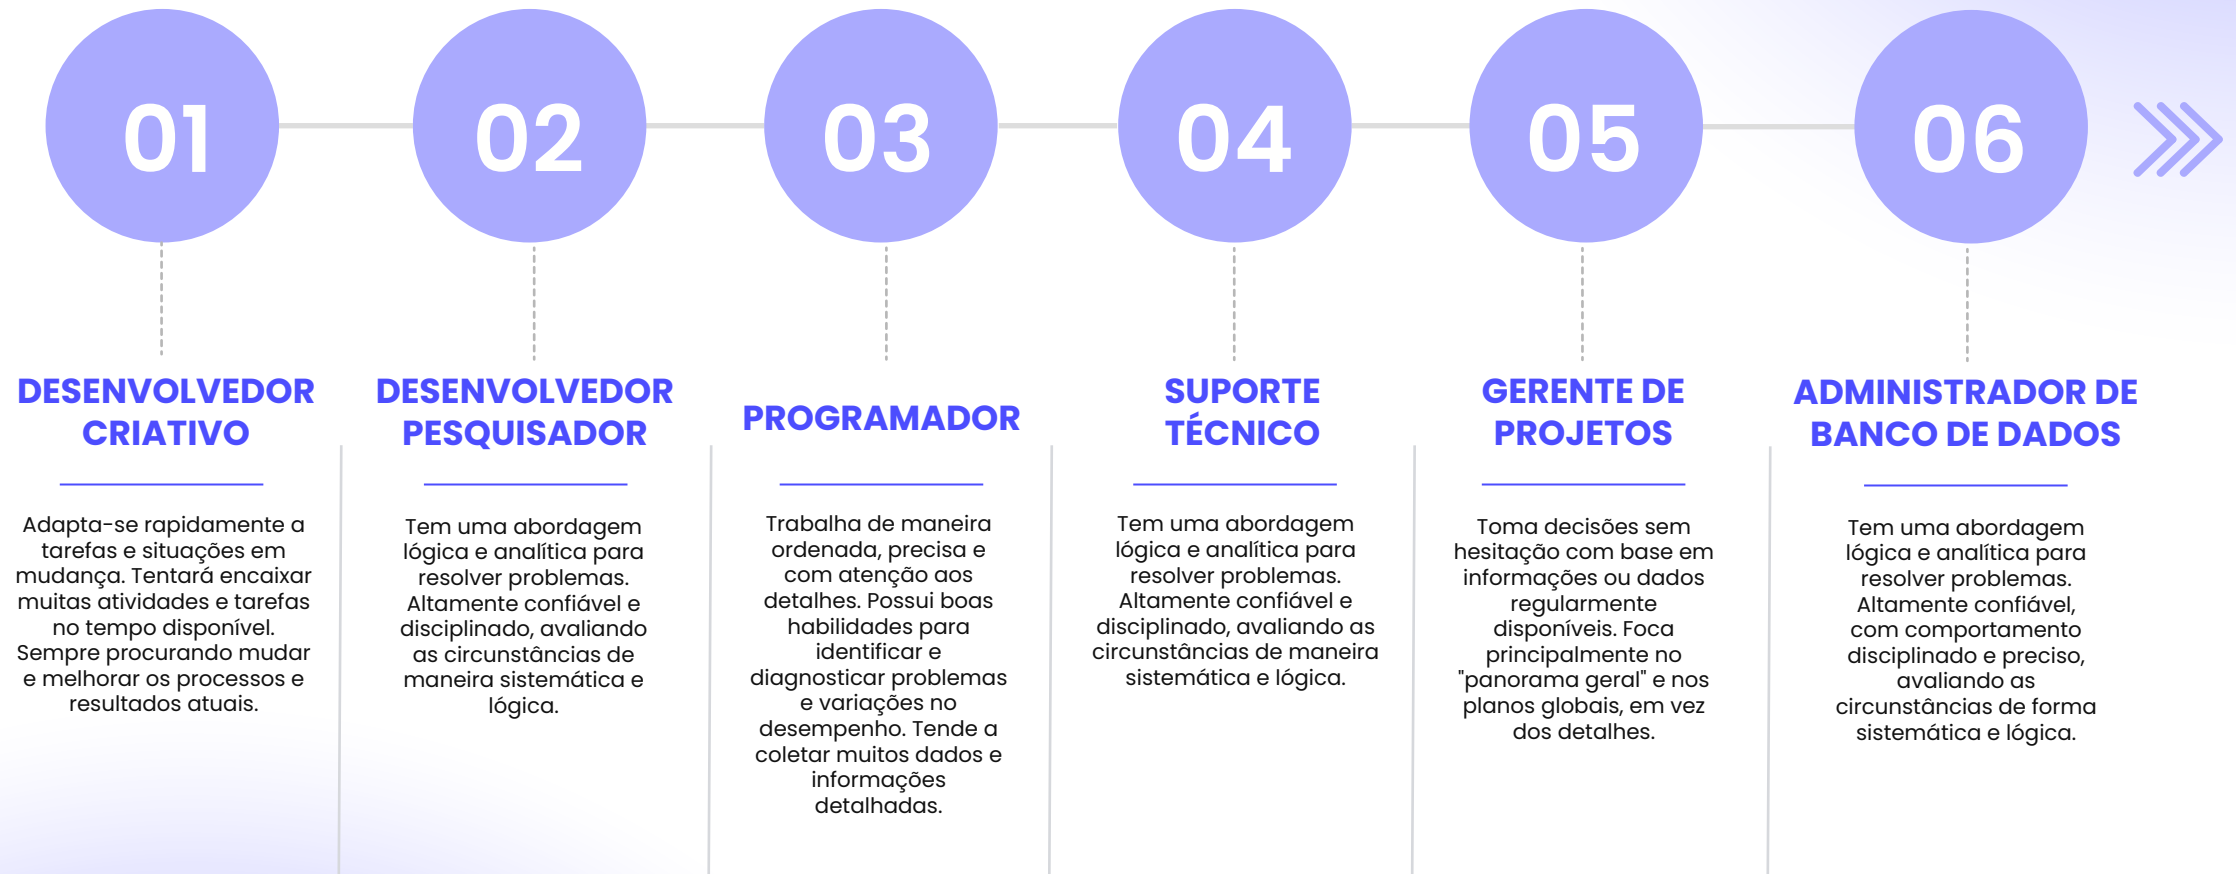 01
DESENVOLVEDOR
CRIATIVO
Adapta-se rapidamente a
tarefas e situações em
mudança. Tentará encaixar
muitas atividades e tarefas
no tempo disponível.
Sempre procurando mudar
e melhorar os processos e
resultados atuais.
02
DESENVOLVEDOR
PESQUISADOR
Tem uma abordagem
lógica e analítica para
resolver problemas.
Altamente confiável e
disciplinado, avaliando
as circunstâncias de
maneira sistemática e
lógica.
03
PROGRAMADOR
Trabalha de maneira
ordenada, precisa e
com atenção aos
detalhes. Possui boas
habilidades para
identificar e
diagnosticar problemas
e variações no
desempenho. Tende a
coletar muitos dados e
informações
detalhadas.
04
SUPORTE
TÉCNICO
Tem uma abordagem
lógica e analítica para
resolver problemas.
Altamente confiável e
disciplinado, avaliando as
circunstâncias de maneira
sistemática e lógica.
05
GERENTE DE
PROJETOS
Toma decisões sem
hesitação com base em
informações ou dados
regularmente
disponíveis. Foca
principalmente no
"panorama geral" e nos
planos globais, em vez
dos detalhes.
06
ADMINISTRADOR DE
BANCO DE DADOS
Tem uma abordagem
lógica e analítica para
resolver problemas.
Altamente confiável,
com comportamento
disciplinado e preciso,
avaliando as
circunstâncias de forma
sistemática e lógica.